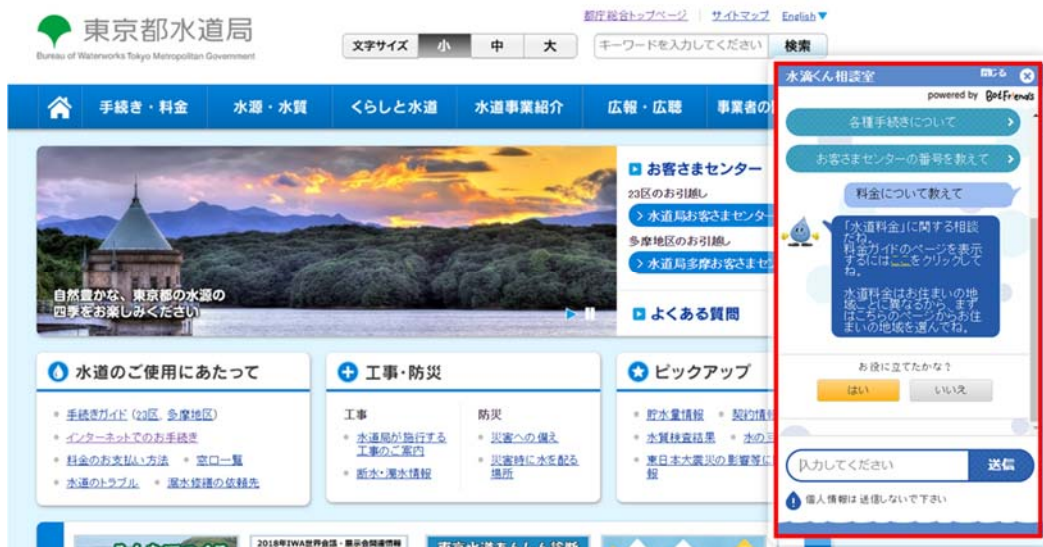 都庁総合トップページ サイトマップ English▼
東京都水道局
Bureau of Waterworks Tokyo Metropolitan Government
文字サイズ 小 中 大
キーワードを入力してください 検索
手続き・料金 水源・水質 くらしと水道 水道事業紹介 広報・広聴 事業者の
自然豊かな、東京都の水源の
四季をお楽しみください
お客さまセンター
23区のお引越し
水道局お客さまセンター
多摩地区のお引越し
水道局多摩お客さまセ
よくある質問
水道のご使用にあたって
手続きガイド (23区、多摩地区)
インターネットでのお手続き
料金のお支払い方法 窓口一覧
水道のトラブル 漏水修繕の依頼先
工事・防災
工事
水道局が施行する
工事のご案内
断水・濁水情報
防災
災害への備え
災害時に水を配る
場所
ピックアップ
貯水量情報 契約情
水質検査結果 水の
東日本大震災の影響等に
報
2018年IWA世界会議・展示会開催情報
東京水道あんしん診断
水滴くん相談室 閉じる
powered by BotFriends
各種手続きについて
お客さまセンターの番号を教えて
料金について教えて
「水道料金」に関する相談
だね。
料金ガイドのページを表示
するにはここをクリックして
ね。
水道料金はお住まいの地
域ごとに異なるから、まず
はこちらのページからお住
まいの地域を選んでね。
お役に立てたかな?
はい いいえ
入力してください 送信
個人情報は送信しないで下さい